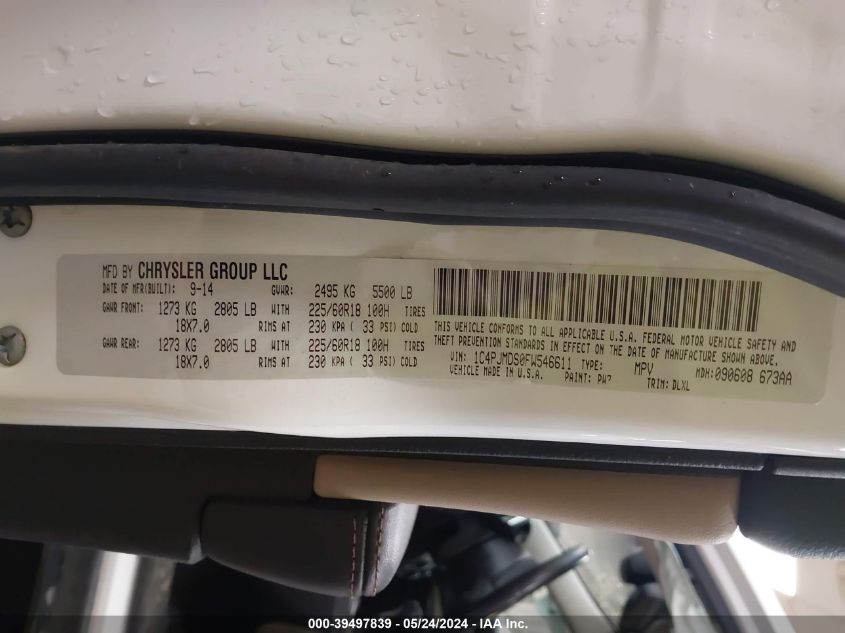 MFD BY CHRYSLER GROUP LLC
DATE OF MFR(BUILT): 9-14 GVWR: 2495 KG 5500 LB
GAWR FRONT: 1273 KG 2805 LB WITH 225/60R18 100H TIRES
18X7.0 RIMS AT 230 KPA ( 33 PSI) COLD
GAWR REAR: 1273 KG 2805 LB WITH 225/60R18 100H TIRES
18X7.0 RIMS AT 230 KPA ( 33 PSI) COLD
THIS VEHICLE CONFORMS TO ALL APPLICABLE U.S.A. FEDERAL MOTOR VEHICLE SAFETY AND
THEFT PREVENTION STANDARDS IN EFFECT ON THE DATE OF MANUFACTURE SHOWN ABOVE.
VIN: 1C4PJMDS0FW546611 TYPE: MPV MDH: 090608 673AA
VEHICLE MADE IN U.S.A. PAINT: PW7 TRIM: DLXL
000-39497839 / 05/24/2024 - IAA Inc.